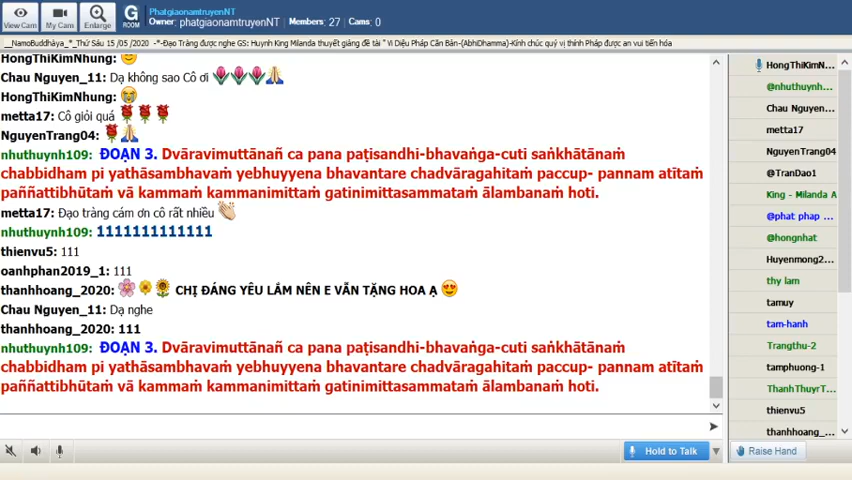 View Cam
My Cam
Enlarge
G
ROOM
*-PhatgiaonamtruyenNT
Owner: phatgiaonamtruyenNT | Members: 27 | Cams: 0
__NamoBuddhàya_*_Thứ Sáu 15 /05 /2020 -*-Đạo Tràng được nghe GS: Huynh King Milanda thuyết giảng đề tài " Vi Diệu Pháp Căn Bản-(AbhiDhamma)-Kính chúc quý vị thính Pháp được an vui tiến hóa
HongThiKimNhung:
Chau Nguyen_11: Dạ không sao Cô ơi
HongThiKimNhung:
metta17: Cô giỏi quá
NguyenTrang04:
nhuthuynh109: ĐOẠN 3. Dvāravimuttānañ ca pana paṭisandhi-bhavaṅga-cuti saṅkhātānaṁ
chabbidham pi yathāsambhavaṁ yebhuyyena bhavantare chadvāragahitaṁ paccup- pannam atītaṁ
paññattibhūtaṁ vā kammaṁ kammanimittaṁ gatinimittasammataṁ ālambanaṁ hoti.
metta17: Đạo tràng cám ơn cô rất nhiều
nhuthuynh109: 1111111111111
thienvu5: 111
oanhphan2019_1: 111
thanhhoang_2020: CHỊ ĐÁNG YÊU LẮM NÊN E VẪN TẶNG HOA Ạ
Chau Nguyen_11: Dạ nghe
thanhhoang_2020: 111
nhuthuynh109: ĐOẠN 3. Dvāravimuttānañ ca pana paṭisandhi-bhavaṅga-cuti saṅkhātānaṁ
chabbidham pi yathāsambhavaṁ yebhuyyena bhavantare chadvāragahitaṁ paccup- pannam atītaṁ
paññattibhūtaṁ vā kammaṁ kammanimittaṁ gatinimittasammataṁ ālambanaṁ hoti.
HongThiKimN...
@nhuthuynh...
Chau Nguyen...
metta17
NguyenTrang04
@TranDao1
King - Milanda A
@phat phap ...
@hongnhat
Huyenmong2...
thy lam
tamuy
tam-hanh
Trangthu-2
tamphuong-1
ThanhThuyrT...
thienvu5
thanhhoang_...
Hold to Talk
Raise Hand